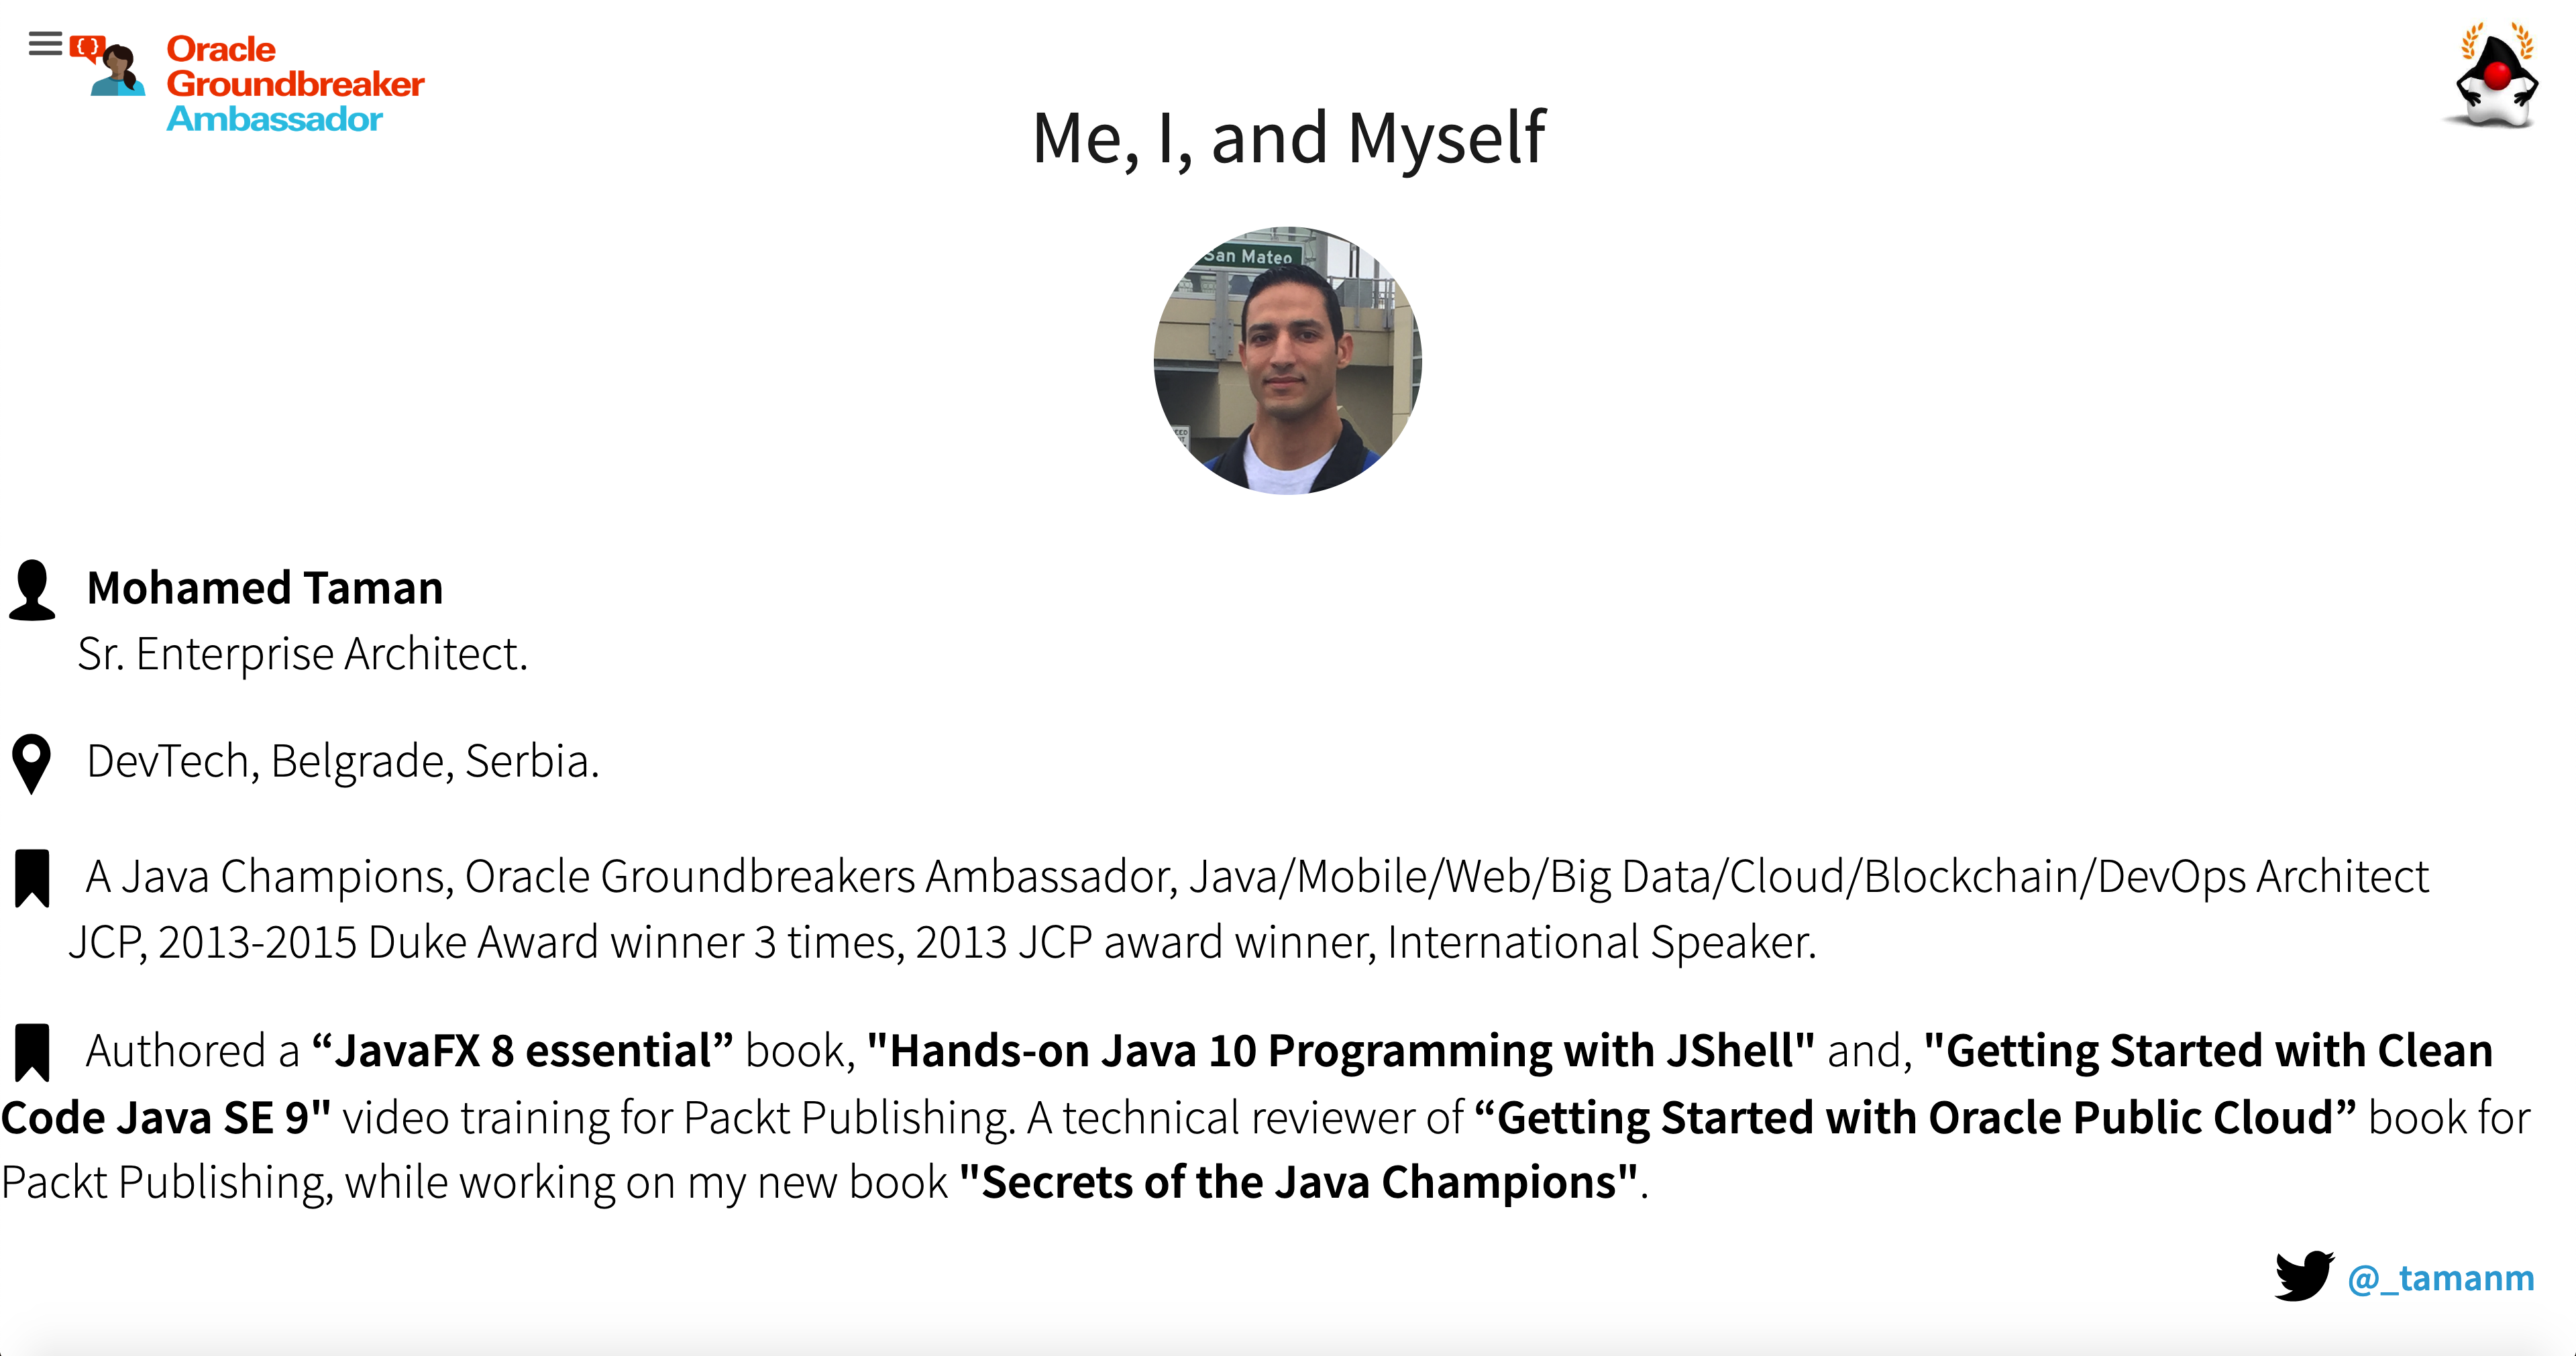 {}
Oracle
Groundbreaker
Ambassador
Me, I, and Myself
San Mateo
Mohamed Taman
Sr. Enterprise Architect.
DevTech, Belgrade, Serbia.
A Java Champions, Oracle Groundbreakers Ambassador, Java/Mobile/Web/Big Data/Cloud/Blockchain/DevOps Architect
JCP, 2013-2015 Duke Award winner 3 times, 2013 JCP award winner, International Speaker.
Authored a “JavaFX 8 essential” book, "Hands-on Java 10 Programming with JShell" and, "Getting Started with Clean
Code Java SE 9" video training for Packt Publishing. A technical reviewer of “Getting Started with Oracle Public Cloud” book for
Packt Publishing, while working on my new book "Secrets of the Java Champions".
@_tamanm